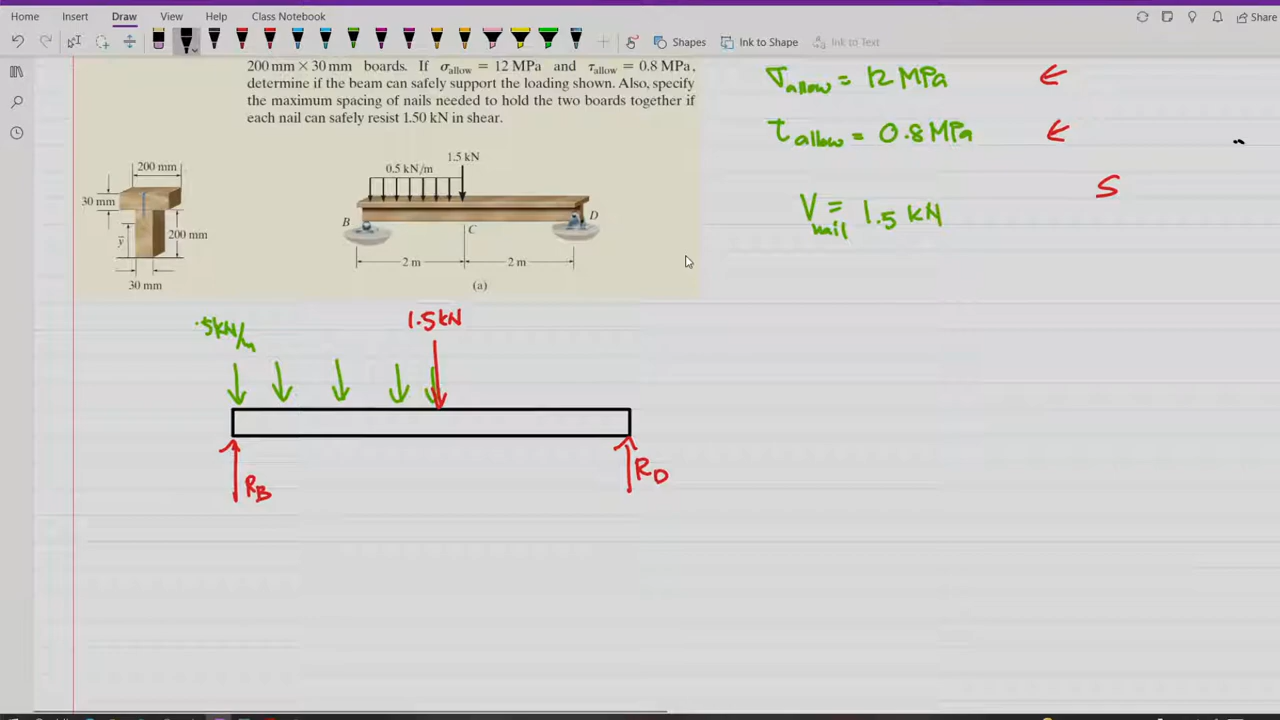 Home Insert Draw View Help Class Notebook Share
Shapes Ink to Shape Ink to Text
200 mm × 30 mm boards. If σallow = 12 MPa and τallow = 0.8 MPa,
determine if the beam can safely support the loading shown. Also, specify
the maximum spacing of nails needed to hold the two boards together if
each nail can safely resist 1.50 kN in shear.
σallow = 12 MPa ←
τallow = 0.8 MPa ←
S
V = 1.5 kN
nail
200 mm
30 mm
ȳ
200 mm
30 mm
1.5 kN
0.5 kN/m
B
C
D
2 m
2 m
(a)
.5kN/m
1.5kN
RB
RD